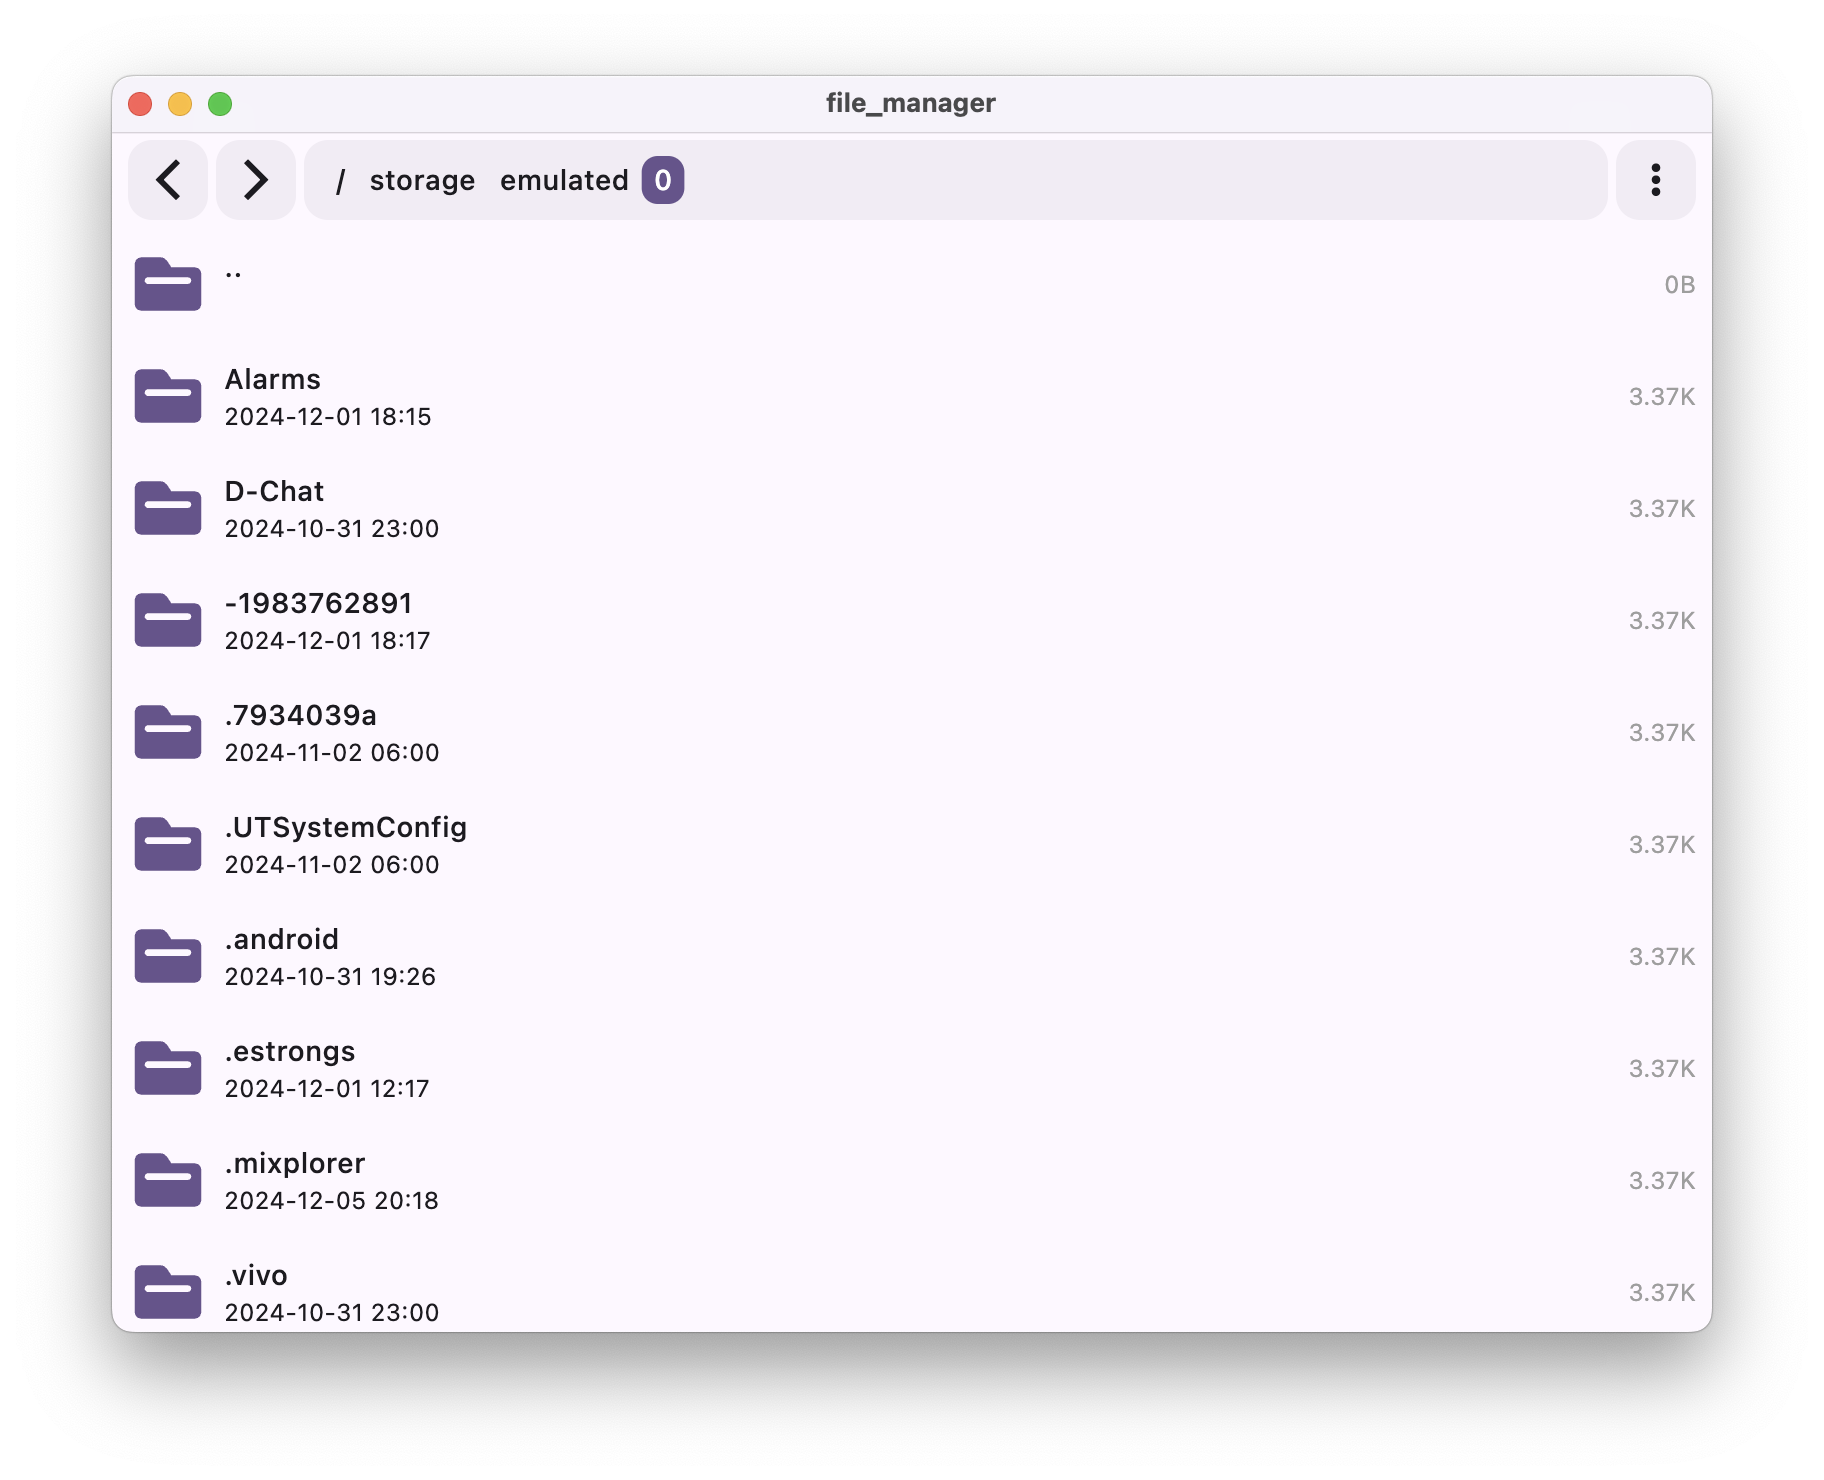 file_manager
/ storage emulated 0
..
0B
Alarms
2024-12-01 18:15
3.37K
D-Chat
2024-10-31 23:00
3.37K
-1983762891
2024-12-01 18:17
3.37K
.7934039a
2024-11-02 06:00
3.37K
.UTSystemConfig
2024-11-02 06:00
3.37K
.android
2024-10-31 19:26
3.37K
.estrongs
2024-12-01 12:17
3.37K
.mixplorer
2024-12-05 20:18
3.37K
.vivo
2024-10-31 23:00
3.37K